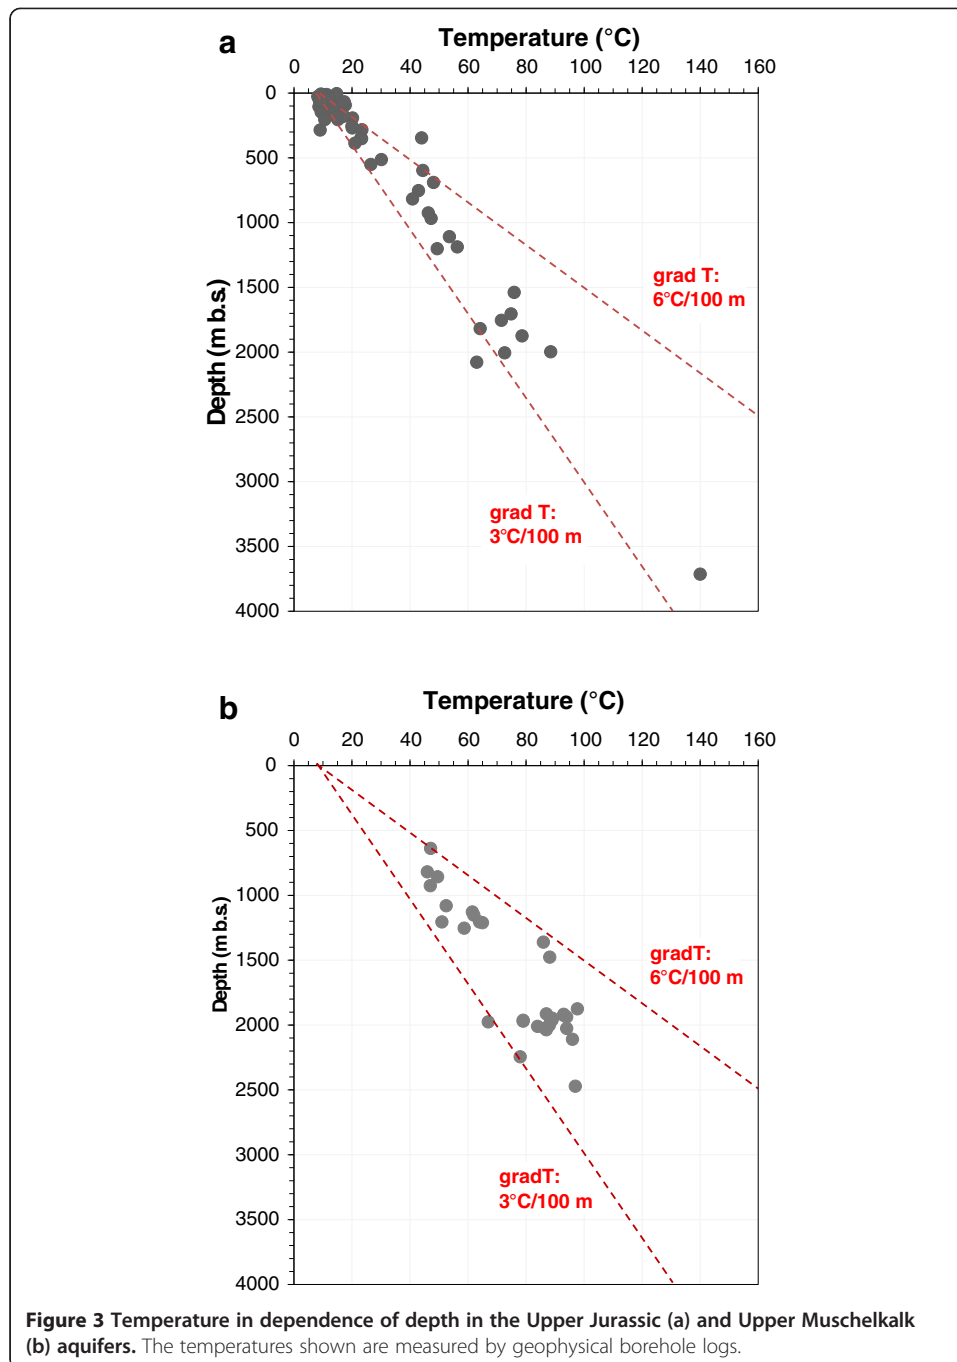 a
Temperature (°C)
0 20 40 60 80 100 120 140 160
0
500
1000
1500
2000
2500
3000
3500
4000
Depth (m b.s.)
grad T:
6°C/100 m
grad T:
3°C/100 m
b
Temperature (°C)
0 20 40 60 80 100 120 140 160
0
500
1000
1500
2000
2500
3000
3500
4000
Depth (m b.s.)
gradT:
6°C/100 m
gradT:
3°C/100 m
Figure 3 Temperature in dependence of depth in the Upper Jurassic (a) and Upper Muschelkalk
(b) aquifers. The temperatures shown are measured by geophysical borehole logs.